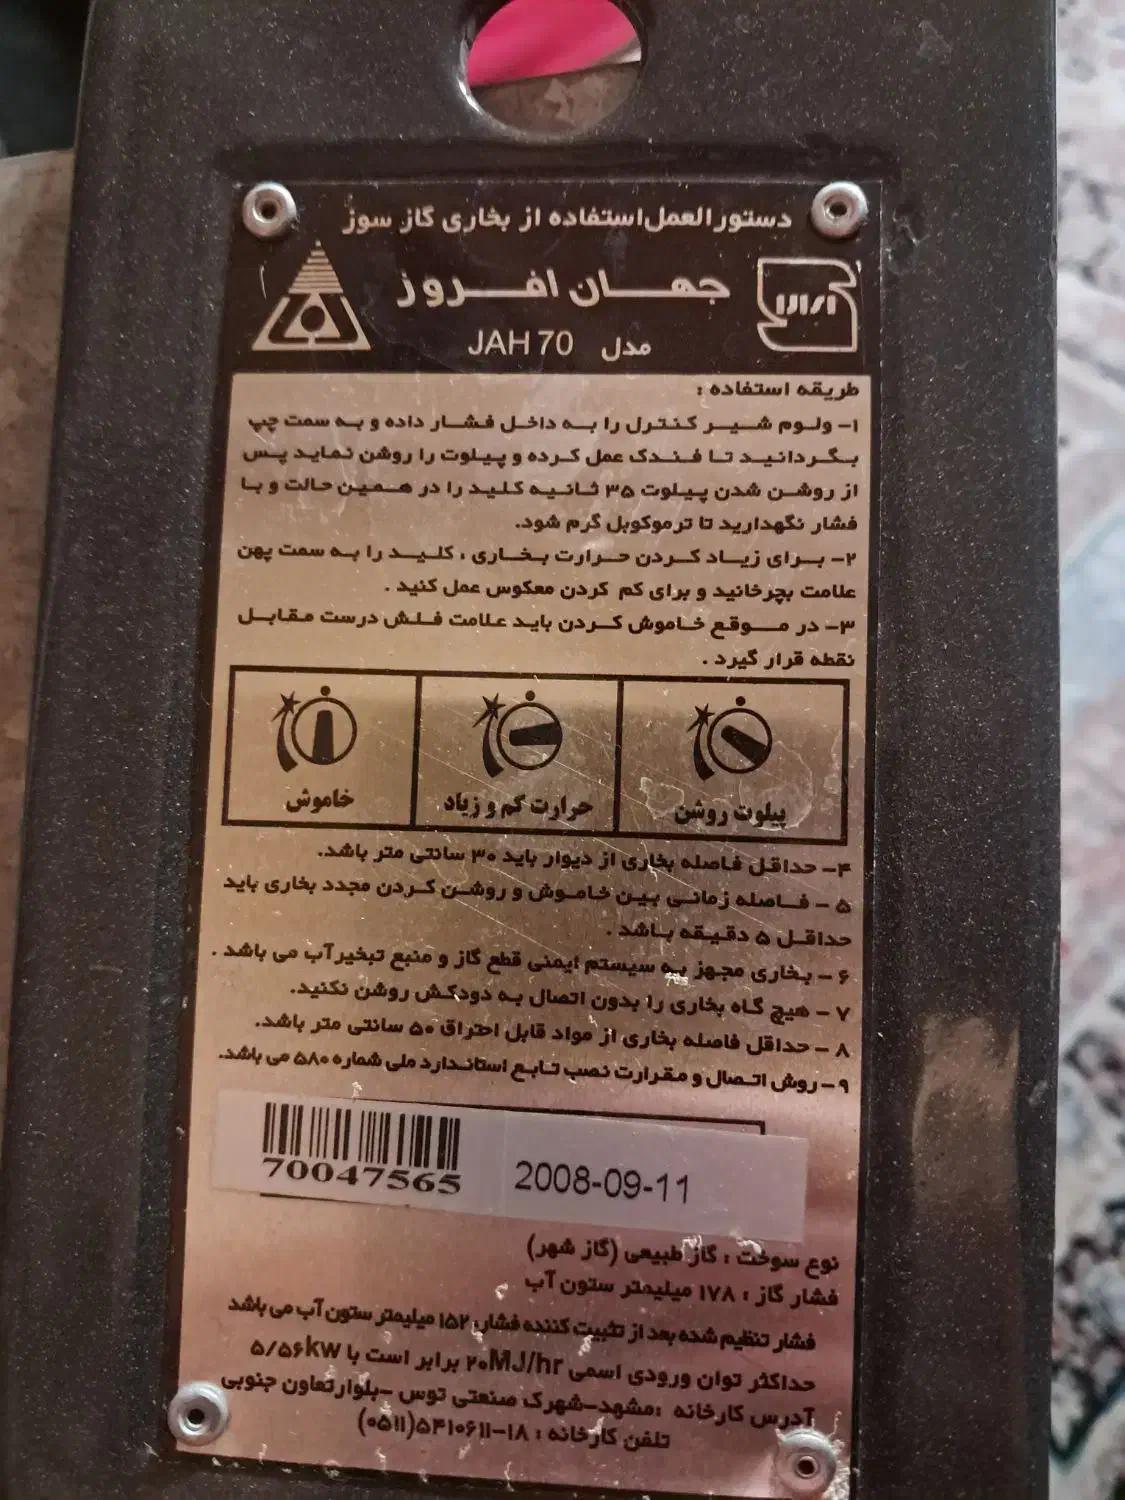 دستورالعمل استفاده از بخاری گاز سوز
جهان افروز
ایران
مدل JAH 70
طریقه استفاده :
۱- ولوم شیر کنترل را به داخل فشار داده و به سمت چپ
بگردانید تا فندک عمل کرده و پیلوت را روشن نماید پس
از روشن شدن پیلوت ۳۵ ثانیه کلید را در همین حالت و با
فشار نگهدارید تا ترموکوبل گرم شود.
۲- برای زیاد کردن حرارت بخاری ، کلید را به سمت پهن
علامت بچرخانید و برای کم کردن معکوس عمل کنید .
۳- در موقع خاموش کردن باید علامت فلش درست مقابل
نقطه قرار گیرد .
پیلوت روشن حرارت کم و زیاد خاموش
۴- حداقل فاصله بخاری از دیوار باید ۳۰ سانتی متر باشد.
۵ - فاصله زمانی بین خاموش و روشن کردن مجدد بخاری باید
حداقل ۵ دقیقه باشد .
۶ - بخاری مجهز به سیستم ایمنی قطع گاز و منبع تبخیر آب می باشد .
۷ - هیچ گاه بخاری را بدون اتصال به دودکش روشن نکنید.
۸ - حداقل فاصله بخاری از مواد قابل احتراق ۵۰ سانتی متر باشد.
۹ - روش اتصال و مقرارت نصب تابع استاندارد ملی شماره ۵۸۰ می باشد.
70047565 2008-09-11
نوع سوخت : گاز طبیعی (گاز شهر)
فشار گاز : ۱۷۸ میلیمتر ستون آب
فشار تنظیم شده بعد از تثبیت کننده فشار، ۱۵۲ میلیمتر ستون آب می باشد
حداکثر توان ورودی اسمی ۲۰MJ/hr برابر است با ۵/۵۶kw
آدرس کارخانه :مشهد-شهرک صنعتی توس -بلوار تعاون جنوبی
تلفن کارخانه : ۱۸-۵۴۱۰۶۱۱(۰۵۱۱)